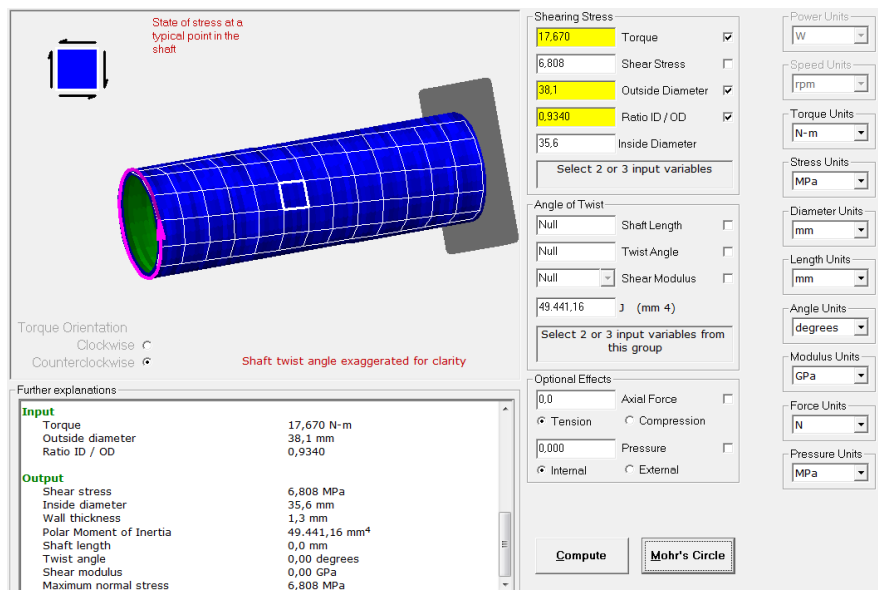 State of stress at a
typical point in the
shaft
Torque Orientation
Clockwise
Counterclockwise
Shaft twist angle exaggerated for clarity
Further explanations
Input
Torque 17,670 N-m
Outside diameter 38,1 mm
Ratio ID / OD 0,9340
Output
Shear stress 6,808 MPa
Inside diameter 35,6 mm
Wall thickness 1,3 mm
Polar Moment of Inertia 49.441,16 mm4
Shaft length 0,0 mm
Twist angle 0,00 degrees
Shear modulus 0,00 GPa
Maximum normal stress 6,808 MPa
Shearing Stress
17,670 Torque
6,808 Shear Stress
38,1 Outside Diameter
0,9340 Ratio ID / OD
35,6 Inside Diameter
Select 2 or 3 input variables
Angle of Twist
Null Shaft Length
Null Twist Angle
Null Shear Modulus
49.441,16 J (mm 4)
Select 2 or 3 input variables from
this group
Optional Effects
0,0 Axial Force
Tension Compression
0,000 Pressure
Internal External
Compute Mohr's Circle
Power Units
W
Speed Units
rpm
Torque Units
N-m
Stress Units
MPa
Diameter Units
mm
Length Units
mm
Angle Units
degrees
Modulus Units
GPa
Force Units
N
Pressure Units
MPa